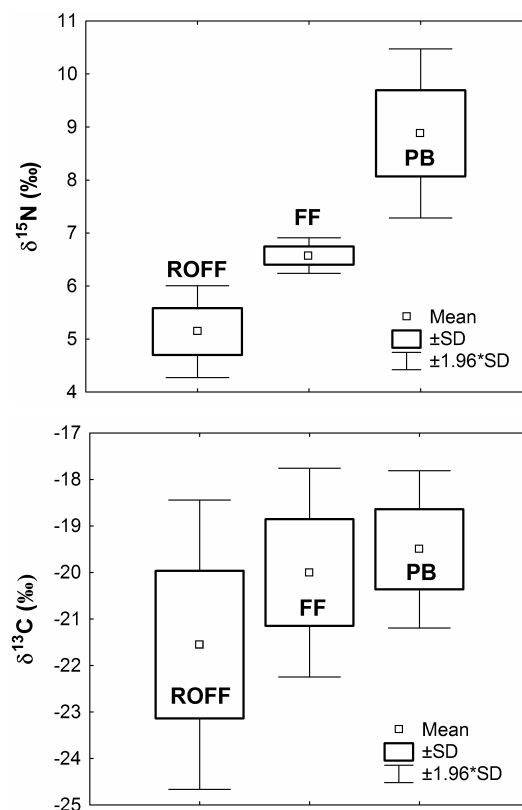 11
10
9
8
7
6
5
4
δ15N (‰)
PB
FF
ROFF
Mean
±SD
±1.96*SD
-17
-18
-19
-20
-21
-22
-23
-24
-25
δ13C (‰)
PB
FF
ROFF
Mean
±SD
±1.96*SD